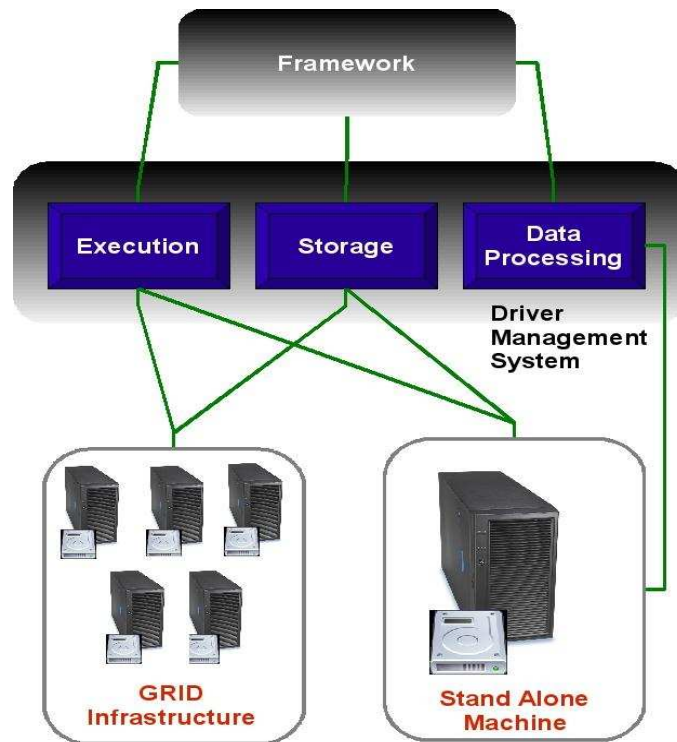 Framework
Execution
Storage
Data
Processing
Driver
Management
System
GRID
Infrastructure
Stand Alone
Machine